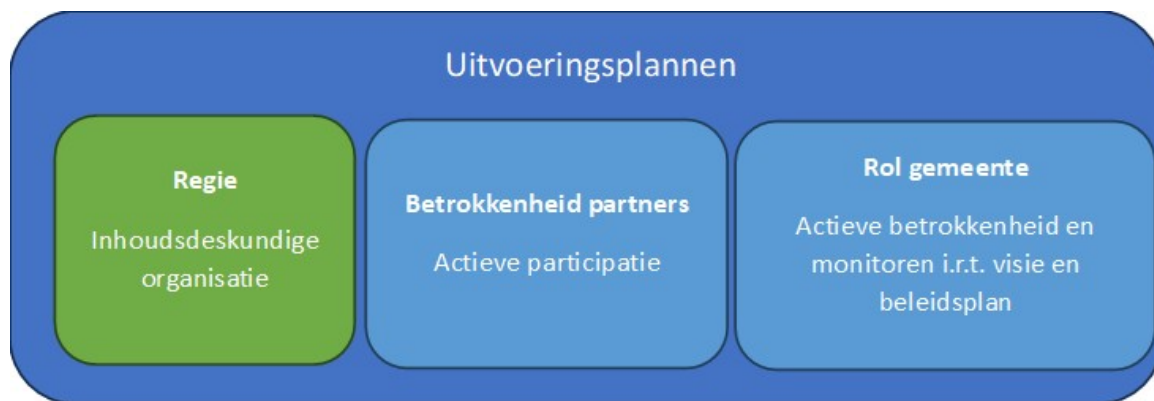 Uitvoeringsplannen
Regie
Inhoudsdeskundige
organisatie
Betrokkenheid partners
Actieve participatie
Rol gemeente
Actieve betrokkenheid en
monitoren i.r.t. visie en
beleidsplan